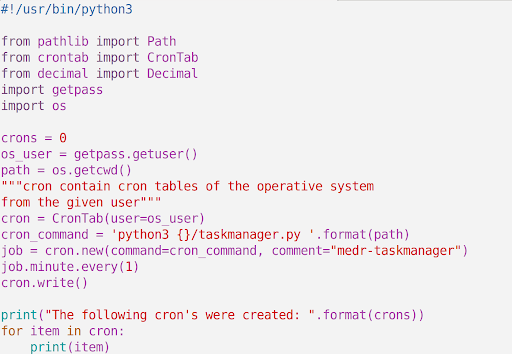 #!/usr/bin/python3
from pathlib import Path
from crontab import CronTab
from decimal import Decimal
import getpass
import os
crons = 0
os_user = getpass.getuser()
path = os.getcwd()
"""cron contain cron tables of the operative system
from the given user"""
cron = CronTab(user=os_user)
cron_command = 'python3 {}/taskmanager.py '.format(path)
job = cron.new(command=cron_command, comment="medr-taskmanager")
job.minute.every(1)
cron.write()
print("The following cron's were created: ".format(crons))
for item in cron:
    print(item)